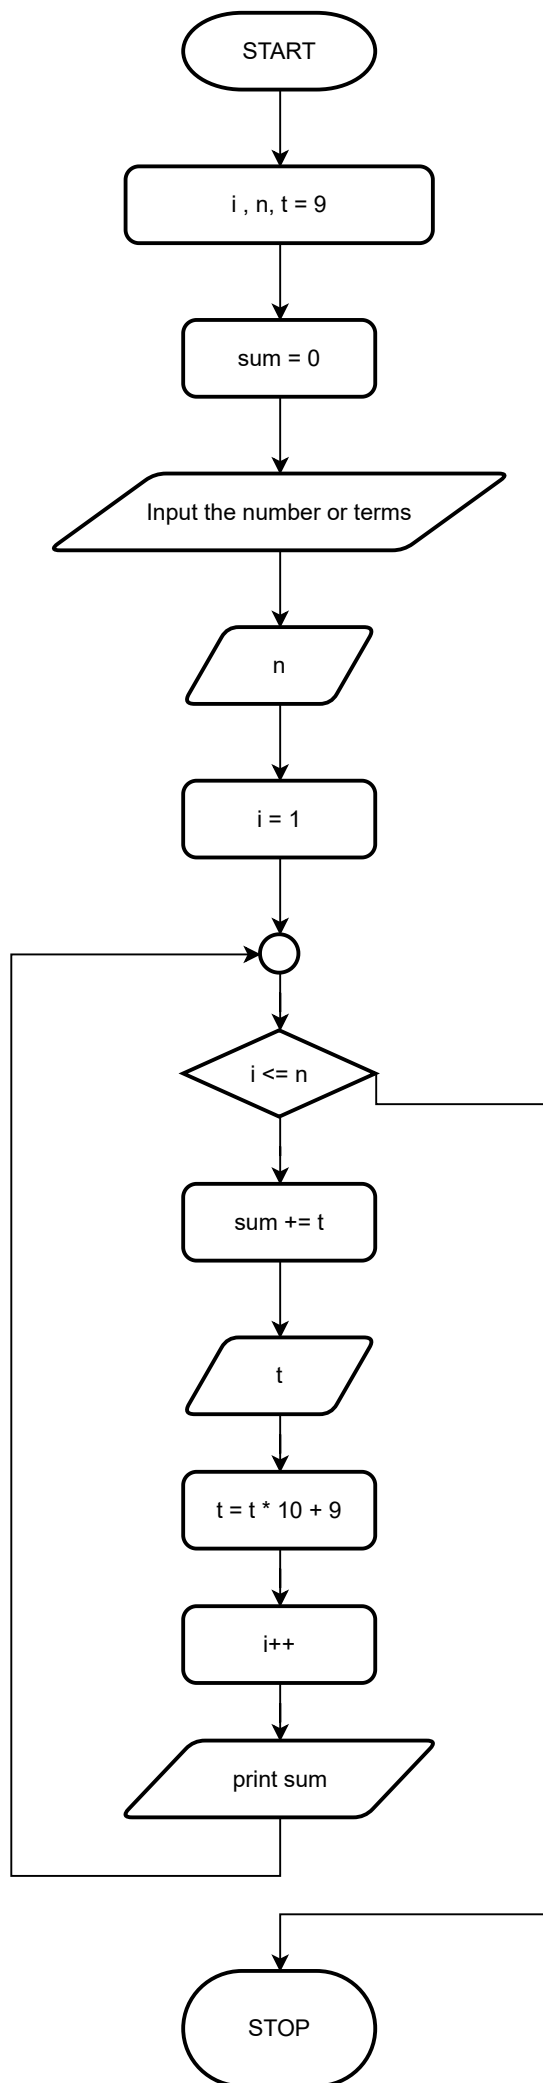 START
i , n, t = 9
sum = 0
Input the number or terms
n
i = 1
i <= n
sum += t
t
t = t * 10 + 9
i++
print sum
STOP